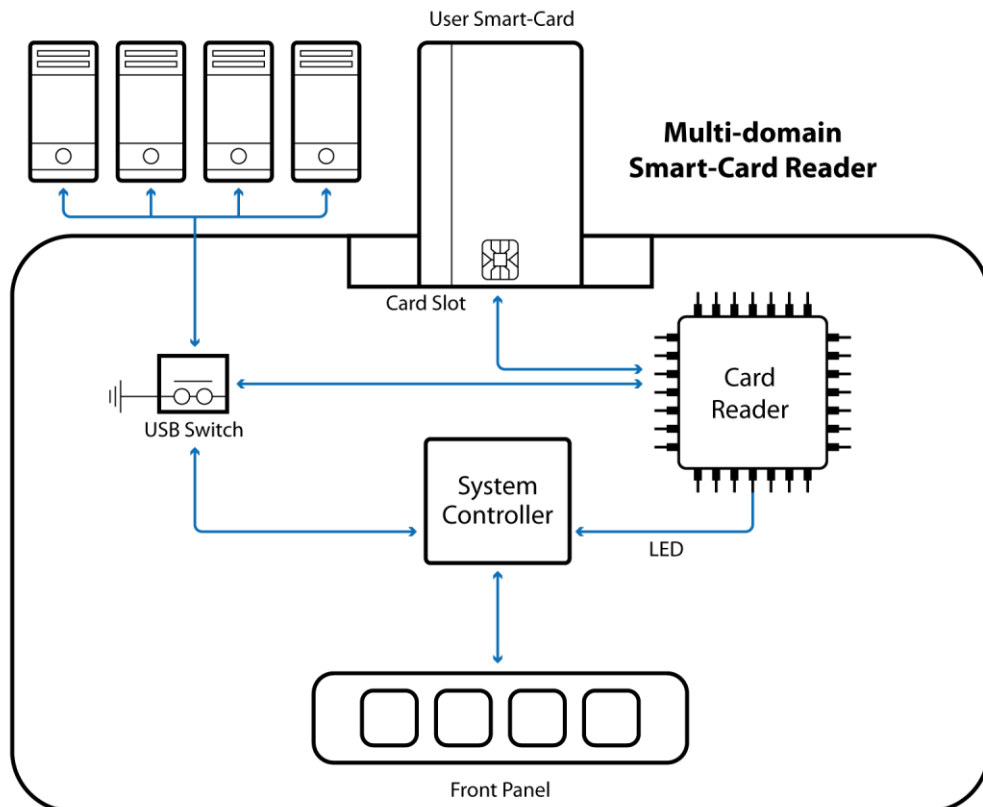 User Smart-Card
Multi-domain
Smart-Card Reader
Card Slot
Card
Reader
USB Switch
System
Controller
LED
Front Panel